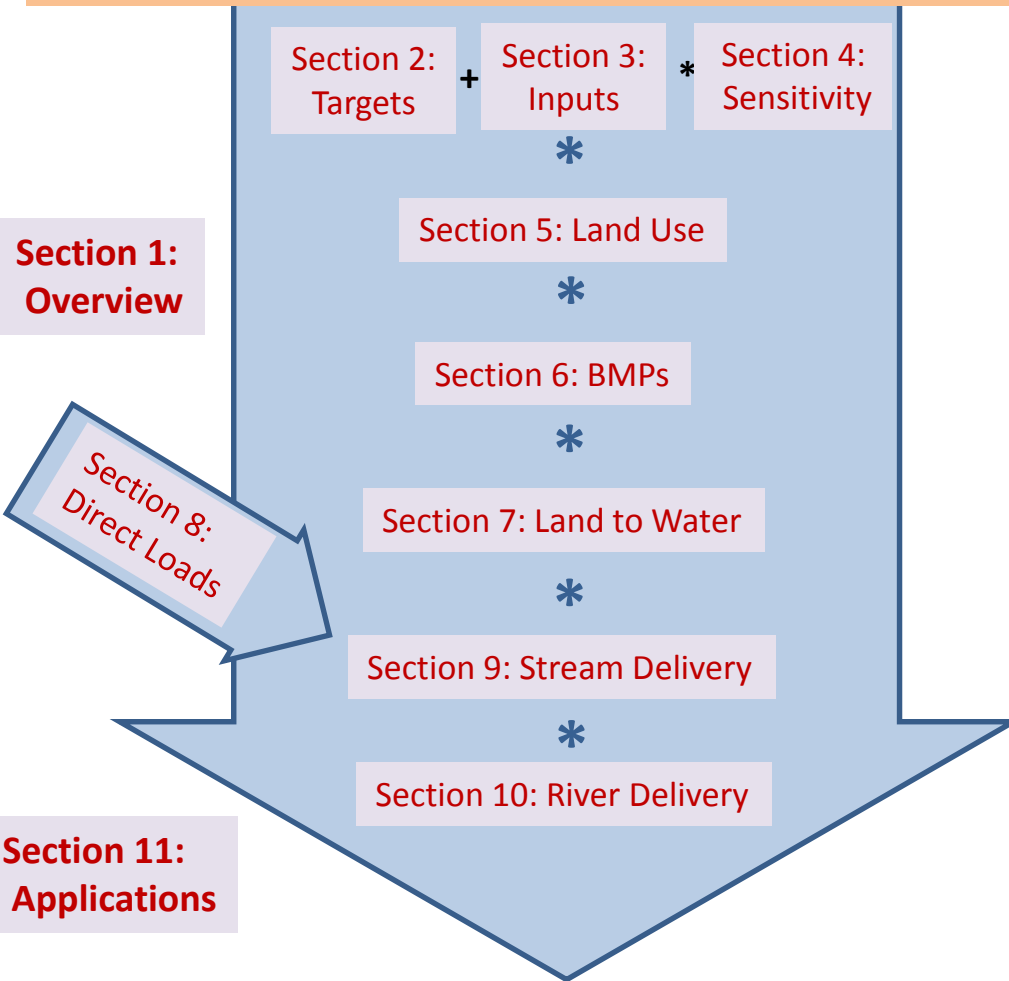 Section 2:
Targets
+
Section 3:
Inputs
*
Section 4:
Sensitivity
*
Section 5: Land Use
*
Section 1:
Overview
Section 6: BMPs
*
Section 8:
Direct Loads
Section 7: Land to Water
*
Section 9: Stream Delivery
*
Section 10: River Delivery
Section 11:
Applications